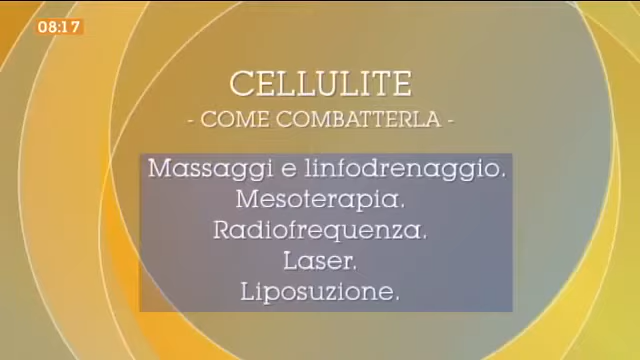 08:17
CELLULITE
- COME COMBATTERLA -
Massaggi e linfodrenaggio.
Mesoterapia.
Radiofrequenza.
Laser.
Liposuzione.